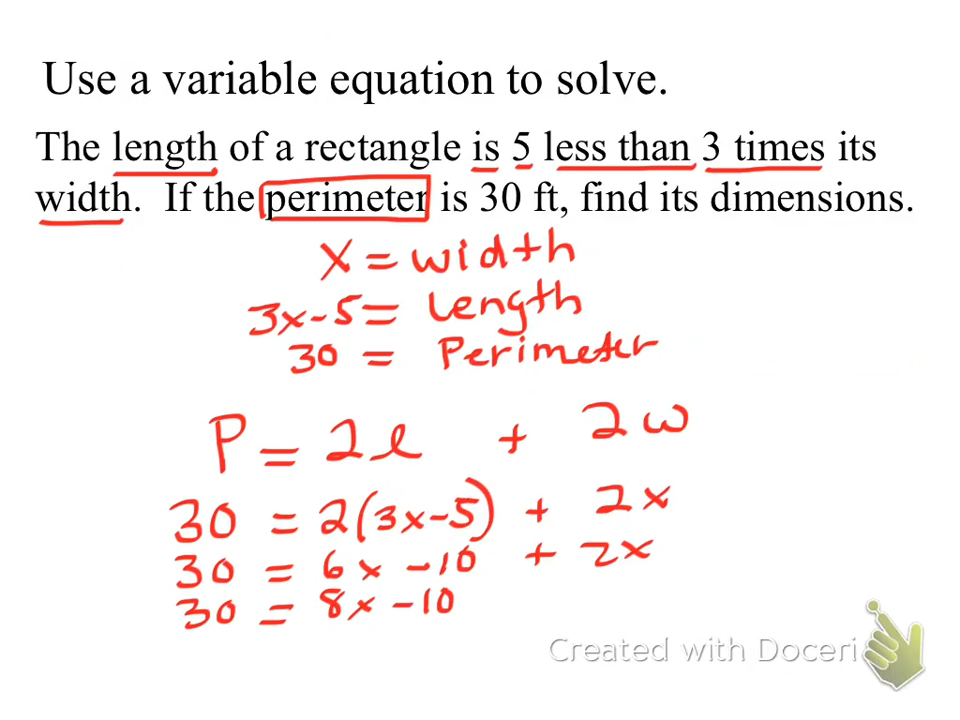 Use a variable equation to solve.
The length of a rectangle is 5 less than 3 times its
width. If the perimeter is 30 ft, find its dimensions.
x = width
3x-5 = Length
30 = Perimeter
P = 2l + 2w
30 = 2(3x-5) + 2x
30 = 6x -10 + 2x
30 = 8x -10
Created with Doceri